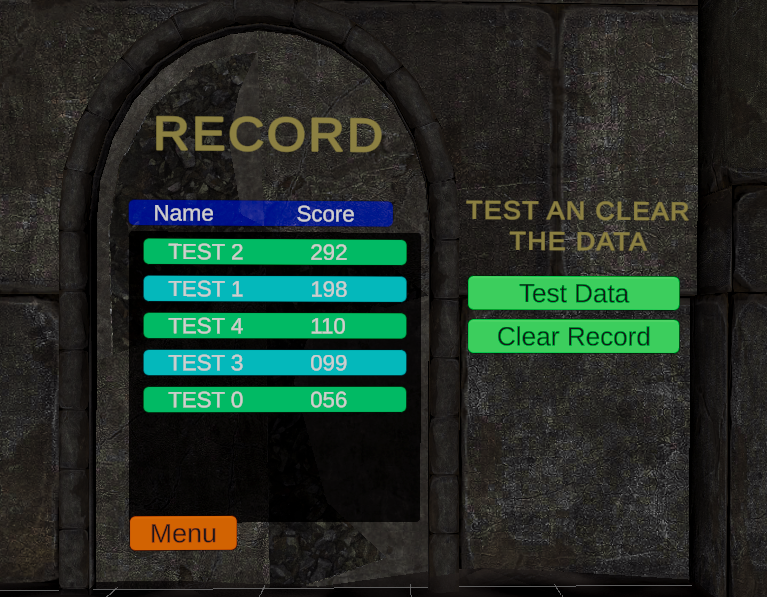 RECORD
Name Score
TEST 2 292
TEST 1 198
TEST 4 110
TEST 3 099
TEST 0 056
Menu
TEST AN CLEAR
THE DATA
Test Data
Clear Record